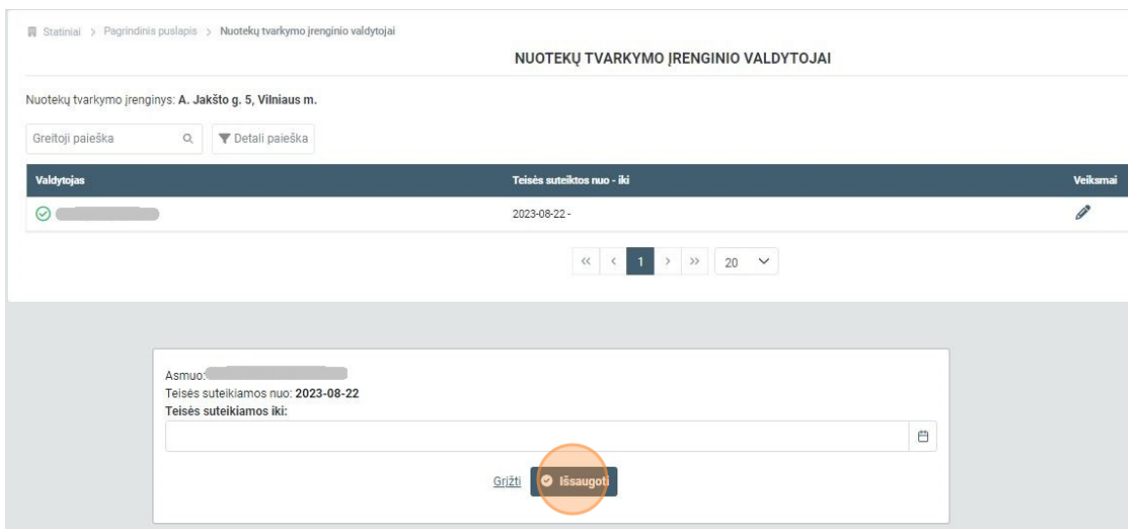 Statiniai > Pagrindinis puslapis > Nuotekų tvarkymo įrenginio valdytojai
NUOTEKŲ TVARKYMO ĮRENGINIO VALDYTOJAI
Nuotekų tvarkymo įrenginys: A. Jakšto g. 5, Vilniaus m.
Greitoji paieška Detali paieška
Valdytojas Teisės suteiktos nuo - iki Veiksmai
2023-08-22 -
<< < 1 > >> 20
Asmuo:
Teisės suteikiamos nuo: 2023-08-22
Teisės suteikiamos iki:
Grįžti Išsaugoti